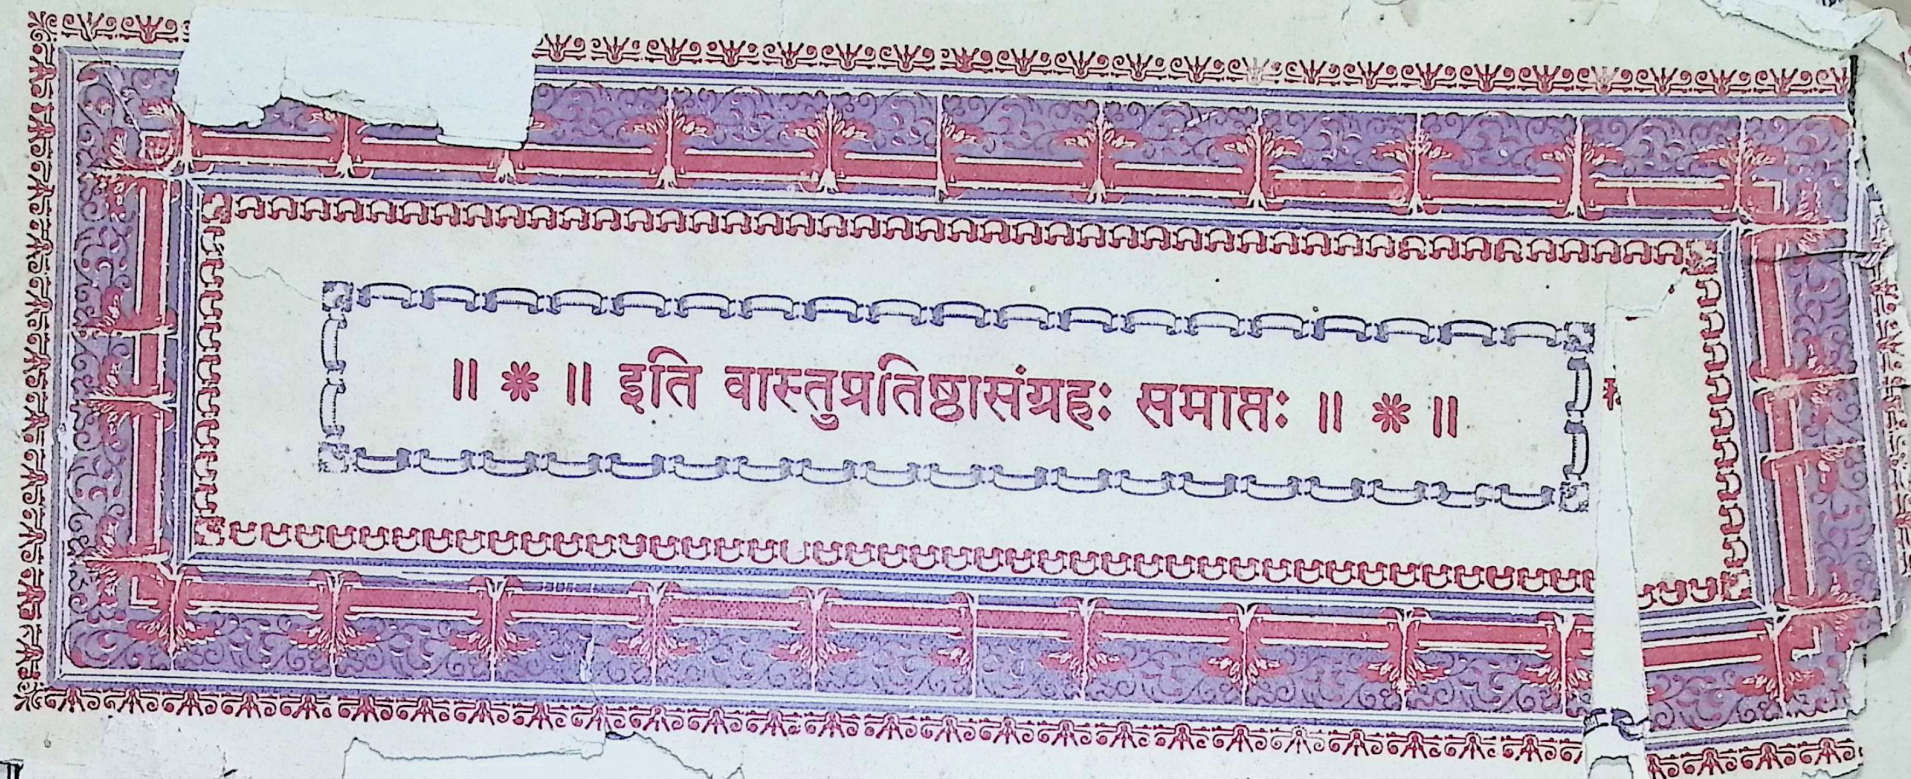 ॥ * ॥ इति वास्तुप्रतिष्ठासंग्रहः समाप्तः ॥ * ॥